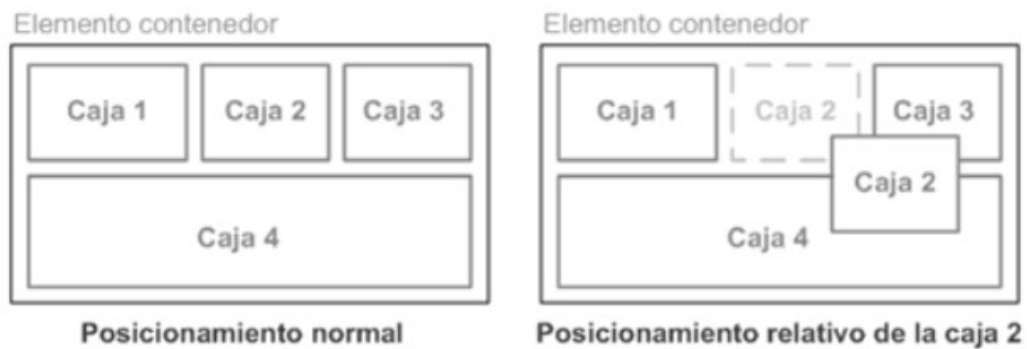 Elemento contenedor
Caja 1
Caja 2
Caja 3
Caja 4
Posicionamiento normal
Elemento contenedor
Caja 1
Caja 2
Caja 3
Caja 2
Caja 4
Posicionamiento relativo de la caja 2